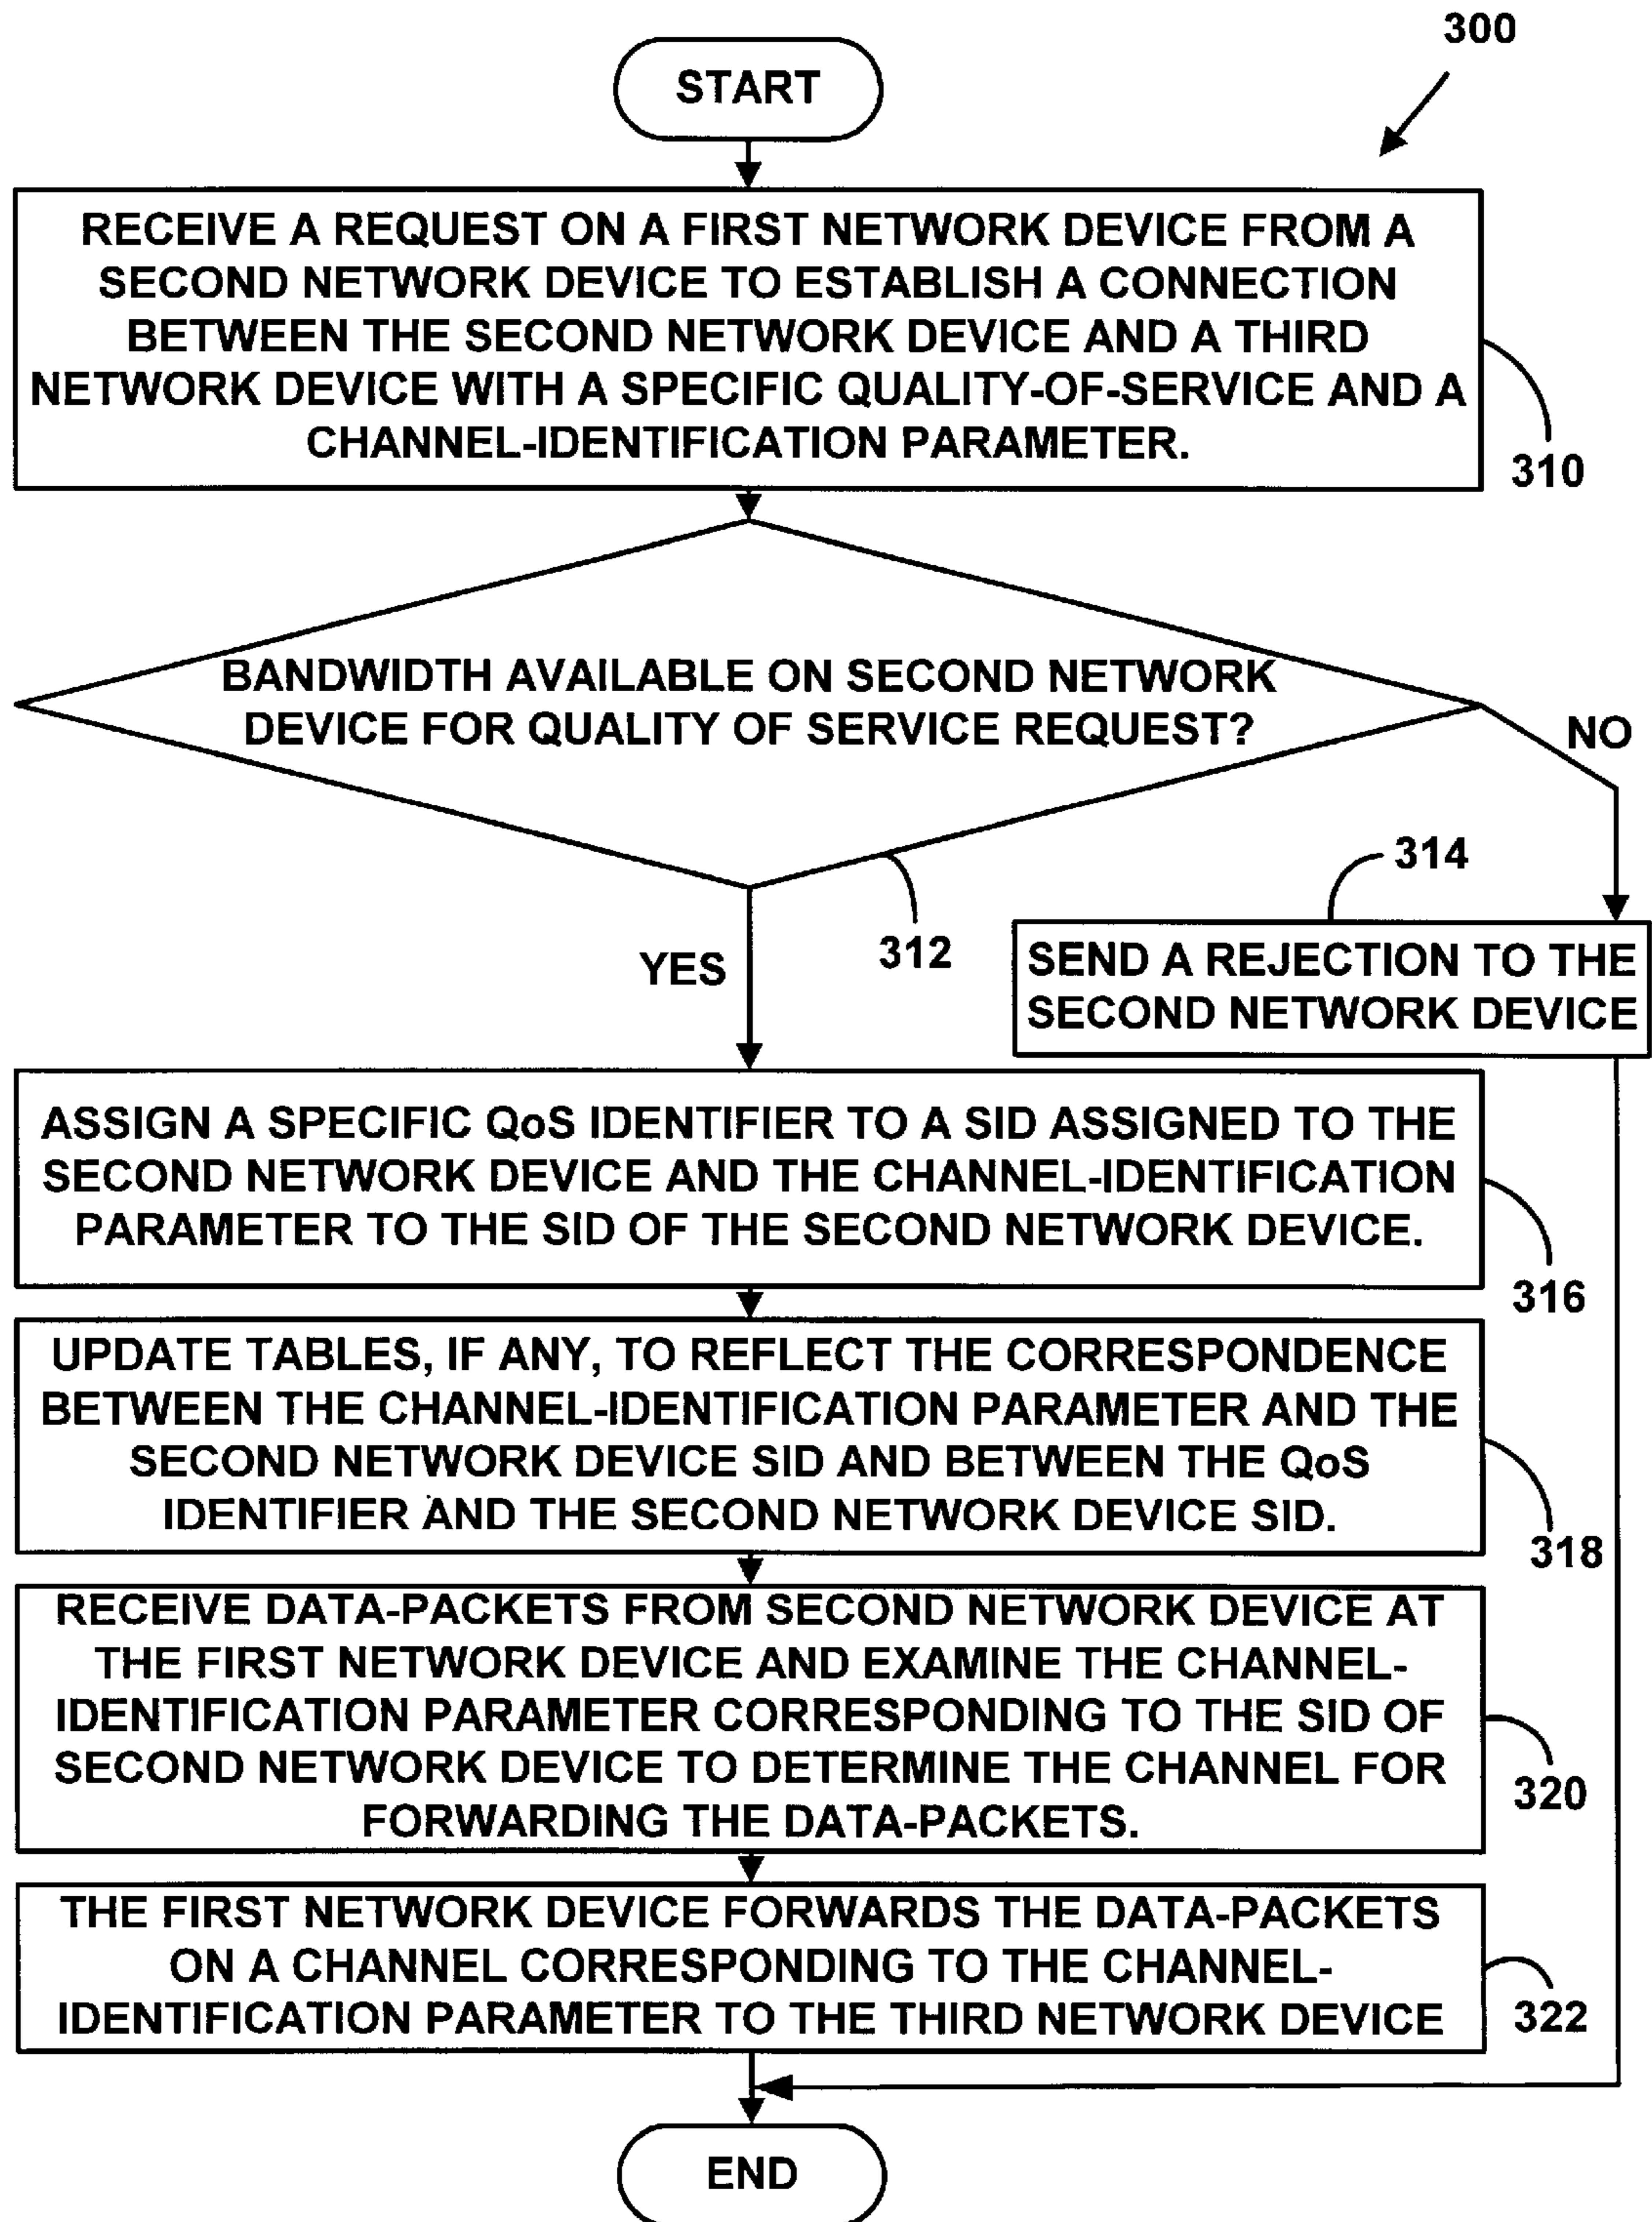 300
START
RECEIVE A REQUEST ON A FIRST NETWORK DEVICE FROM A
SECOND NETWORK DEVICE TO ESTABLISH A CONNECTION
BETWEEN THE SECOND NETWORK DEVICE AND A THIRD
NETWORK DEVICE WITH A SPECIFIC QUALITY-OF-SERVICE AND A
CHANNEL-IDENTIFICATION PARAMETER.
310
BANDWIDTH AVAILABLE ON SECOND NETWORK
DEVICE FOR QUALITY OF SERVICE REQUEST?
NO
312
YES
314
SEND A REJECTION TO THE
SECOND NETWORK DEVICE
ASSIGN A SPECIFIC QoS IDENTIFIER TO A SID ASSIGNED TO THE
SECOND NETWORK DEVICE AND THE CHANNEL-IDENTIFICATION
PARAMETER TO THE SID OF THE SECOND NETWORK DEVICE.
316
UPDATE TABLES, IF ANY, TO REFLECT THE CORRESPONDENCE
BETWEEN THE CHANNEL-IDENTIFICATION PARAMETER AND THE
SECOND NETWORK DEVICE SID AND BETWEEN THE QoS
IDENTIFIER AND THE SECOND NETWORK DEVICE SID.
318
RECEIVE DATA-PACKETS FROM SECOND NETWORK DEVICE AT
THE FIRST NETWORK DEVICE AND EXAMINE THE CHANNEL-
IDENTIFICATION PARAMETER CORRESPONDING TO THE SID OF
SECOND NETWORK DEVICE TO DETERMINE THE CHANNEL FOR
FORWARDING THE DATA-PACKETS.
320
THE FIRST NETWORK DEVICE FORWARDS THE DATA-PACKETS
ON A CHANNEL CORRESPONDING TO THE CHANNEL-
IDENTIFICATION PARAMETER TO THE THIRD NETWORK DEVICE
322
END